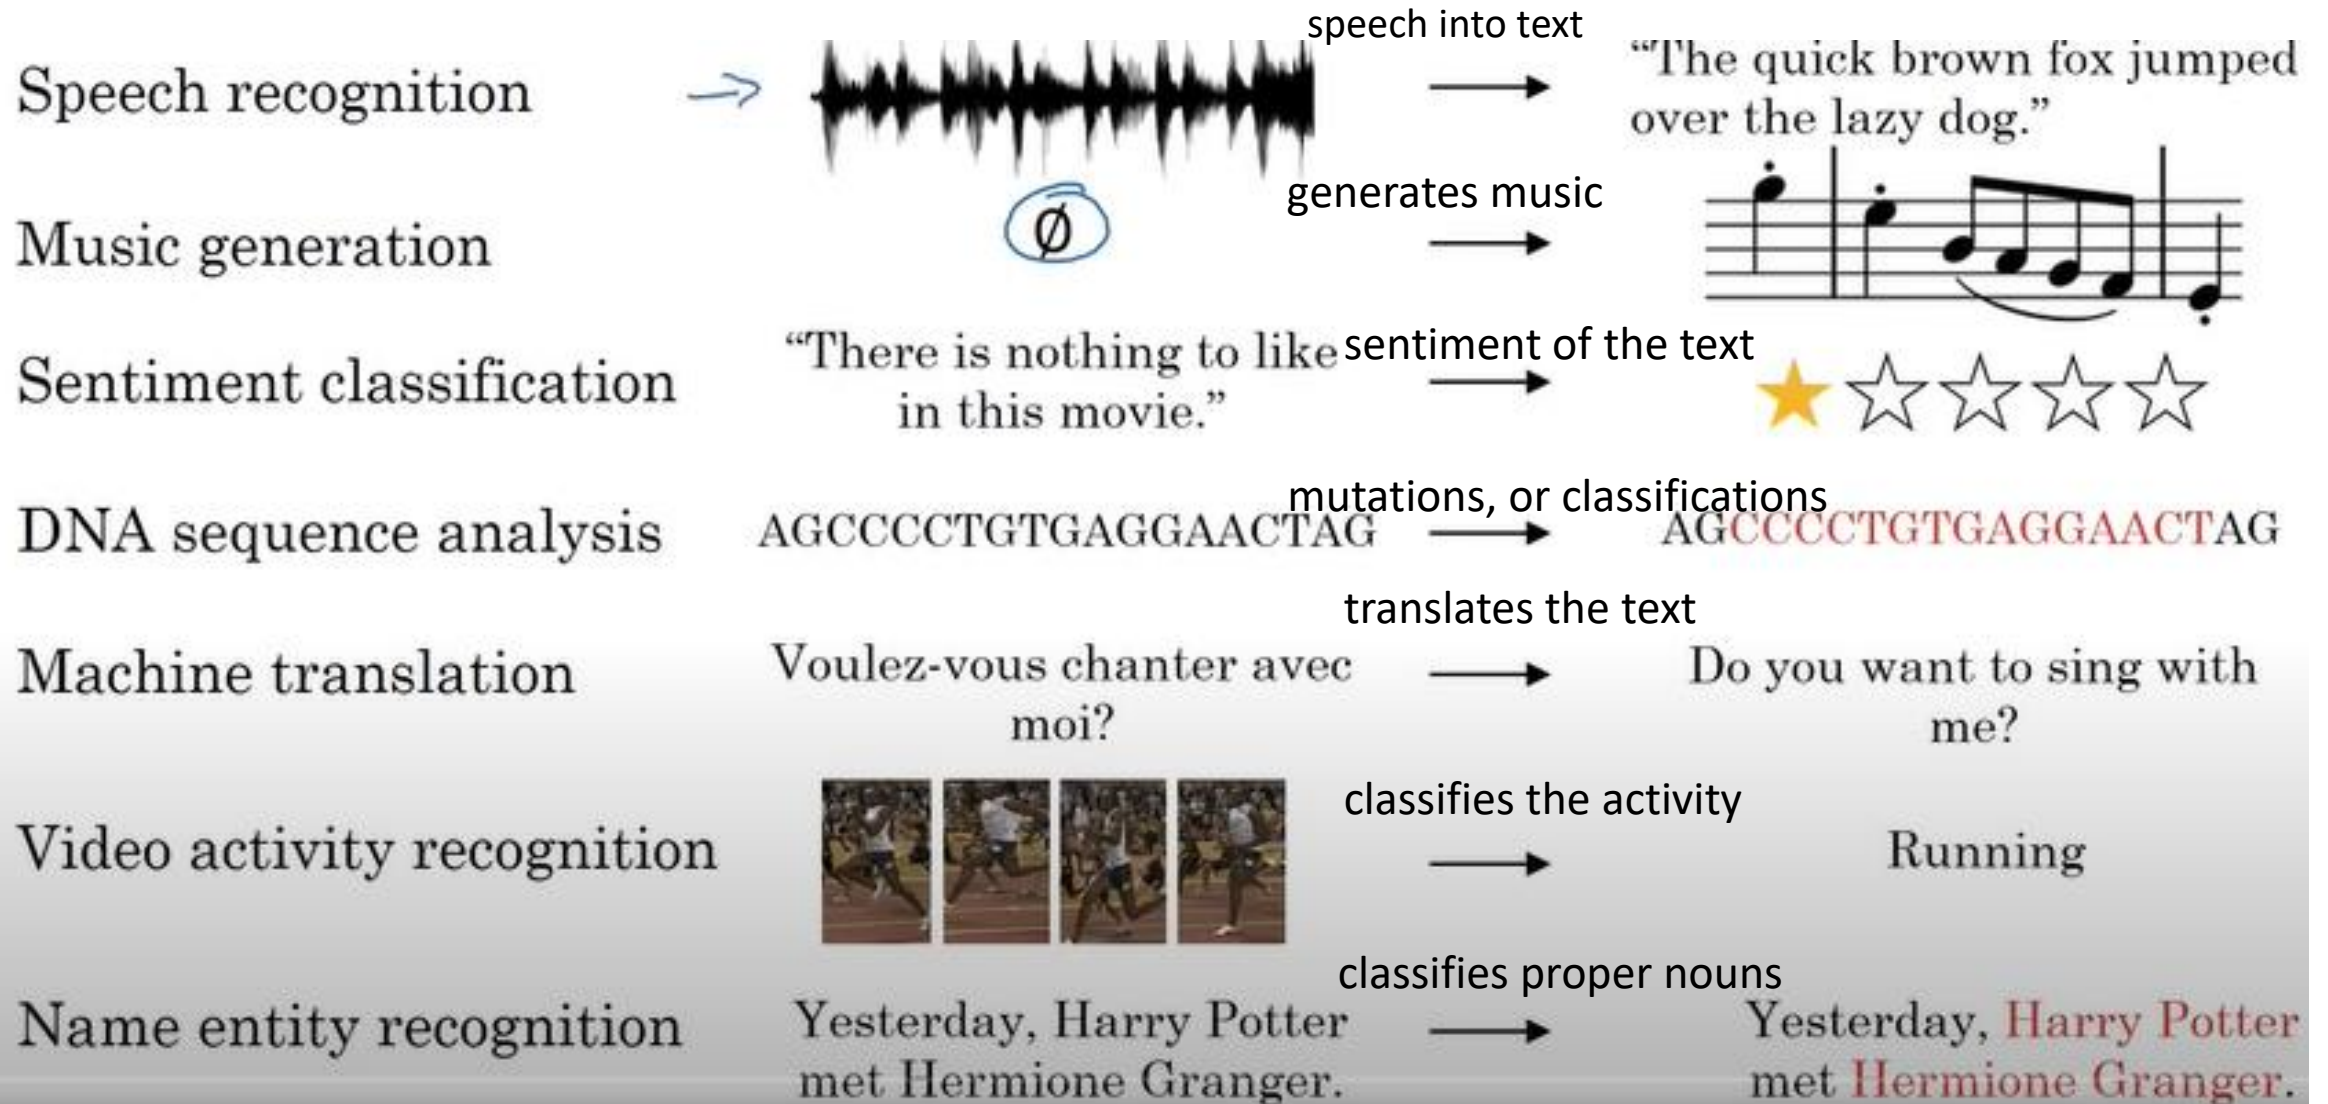 speech into text
Speech recognition
“The quick brown fox jumped
over the lazy dog.”
generates music
Music generation
Ø
Sentiment classification
“There is nothing to like
in this movie.”
sentiment of the text
DNA sequence analysis
AGCCCCTGTGAGGAACTAG
mutations, or classifications
AGCCCCTGTGAGGAACTAG
translates the text
Machine translation
Voulez-vous chanter avec
moi?
Do you want to sing with
me?
classifies the activity
Video activity recognition
Running
classifies proper nouns
Name entity recognition
Yesterday, Harry Potter
met Hermione Granger.
Yesterday, Harry Potter
met Hermione Granger.